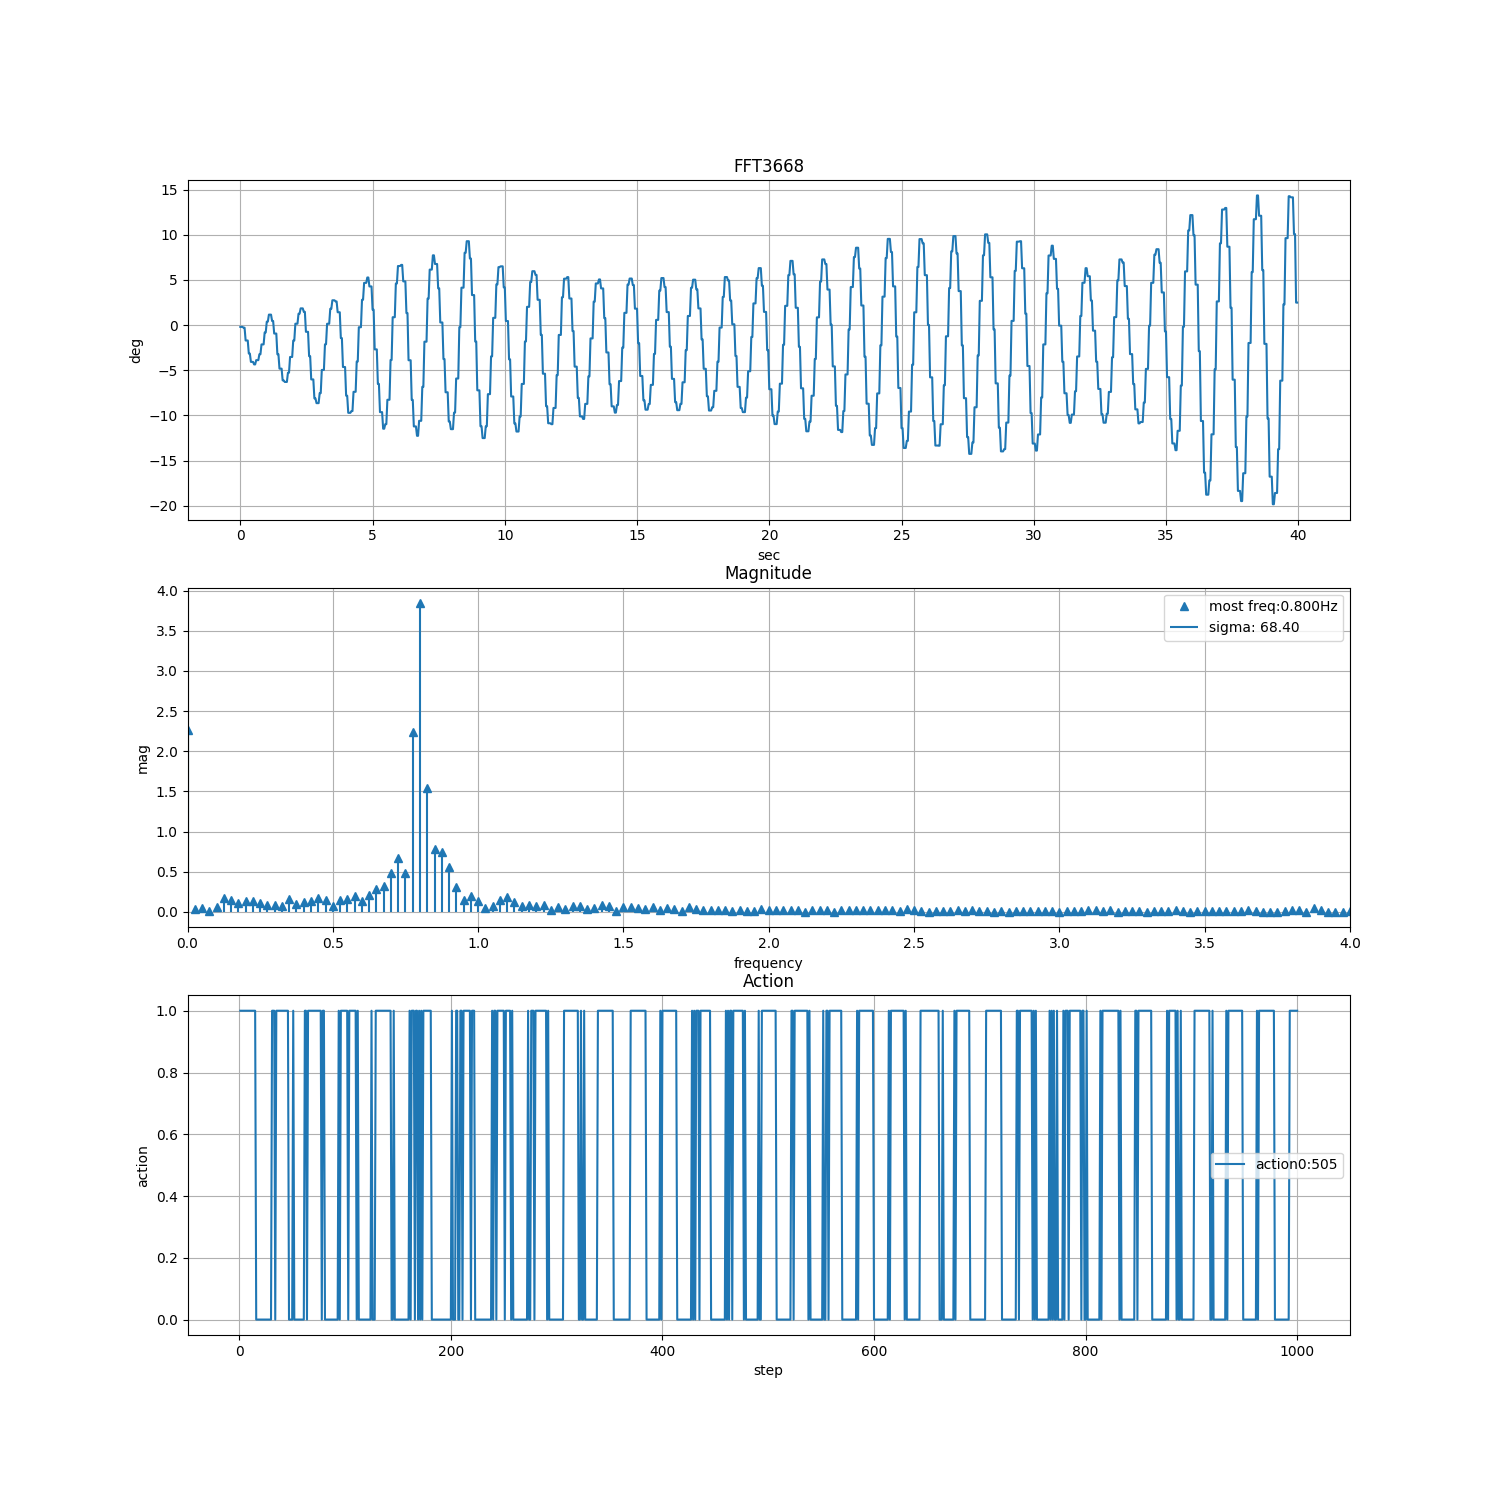 FFT3668
15
10
5
0
−5
−10
−15
−20
deg
0 5 10 15 20 25 30 35 40
sec
Magnitude
4.0
3.5
3.0
2.5
2.0
1.5
1.0
0.5
0.0
mag
most freq:0.800Hz
sigma: 68.40
0.0 0.5 1.0 1.5 2.0 2.5 3.0 3.5 4.0
frequency
Action
1.0
0.8
0.6
0.4
0.2
0.0
action
action0:505
0 200 400 600 800 1000
step